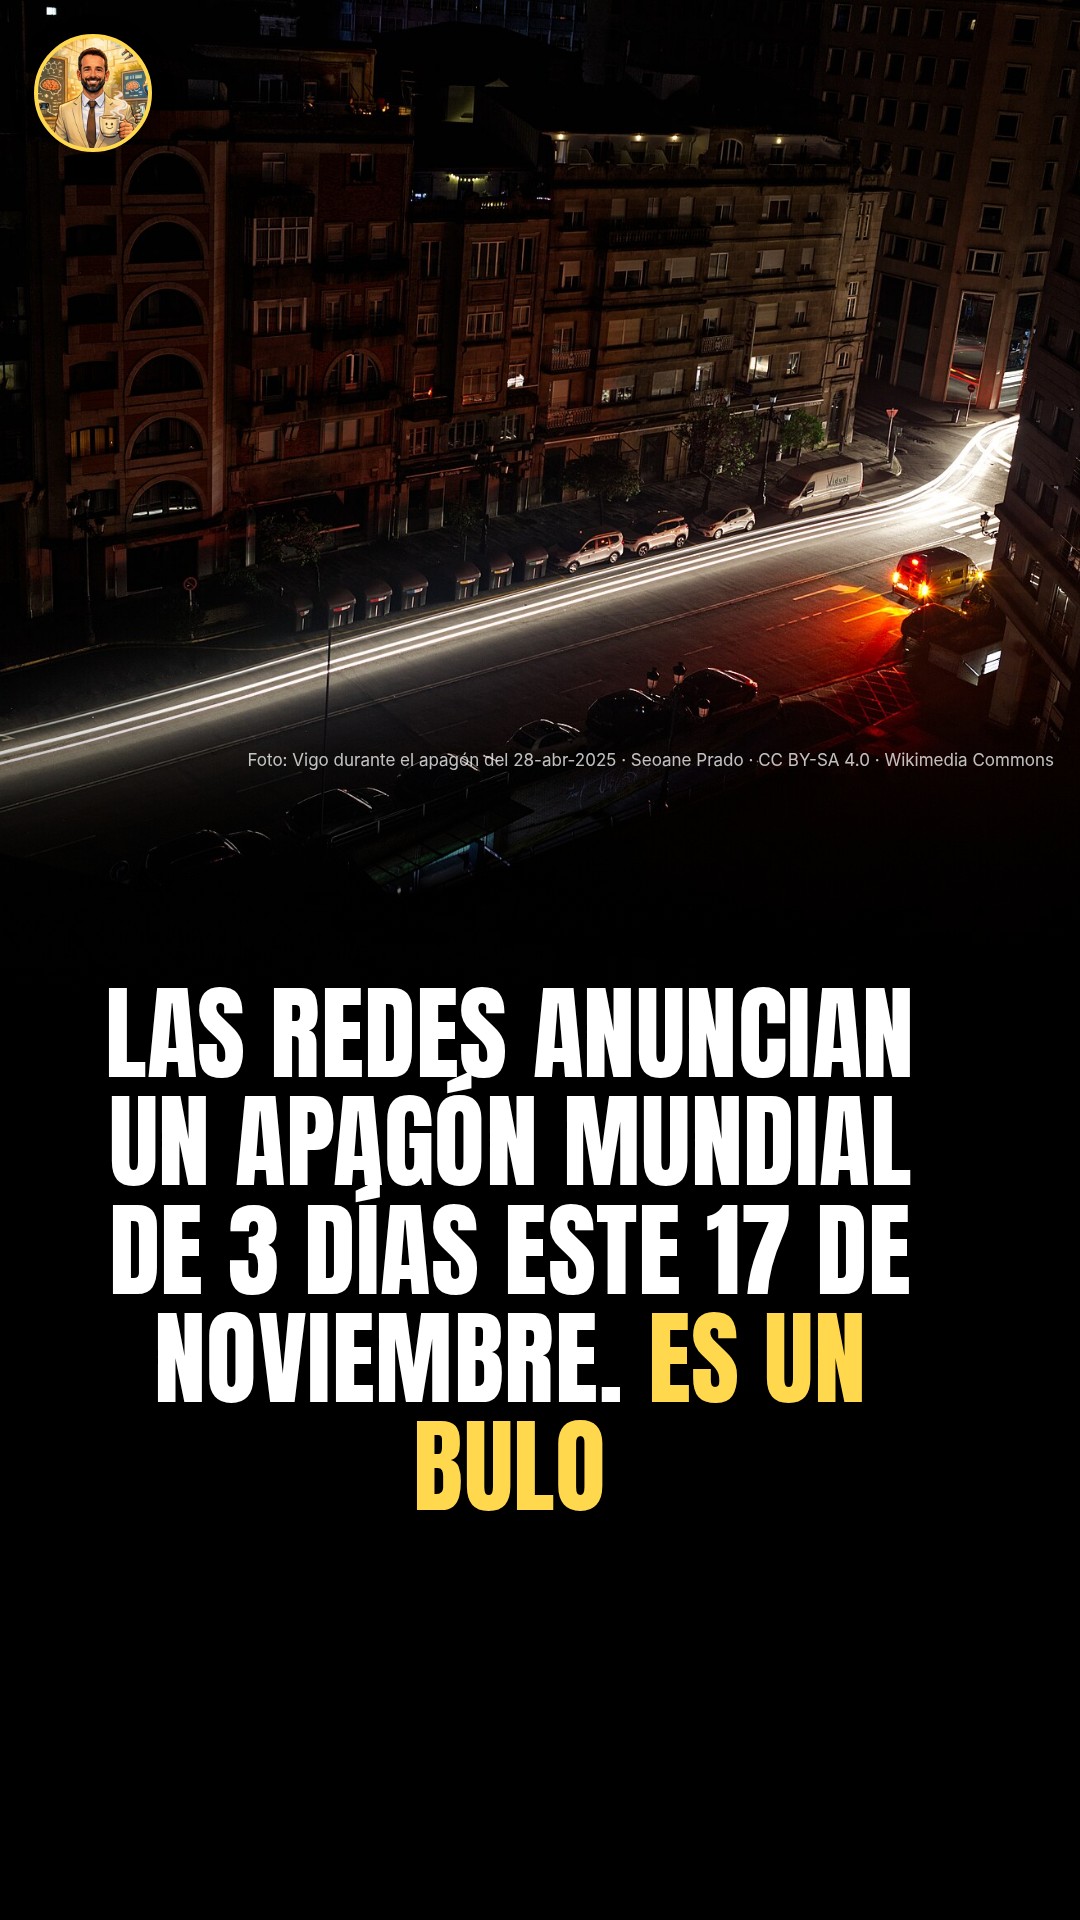 Vidal
Foto: Vigo durante el apagón del 28-abr-2025 · Seoane Prado · CC BY-SA 4.0 · Wikimedia Commons
LAS REDES ANUNCIAN
UN APAGÓN MUNDIAL
DE 3 DÍAS ESTE 17 DE
NOVIEMBRE. ES UN
BULO